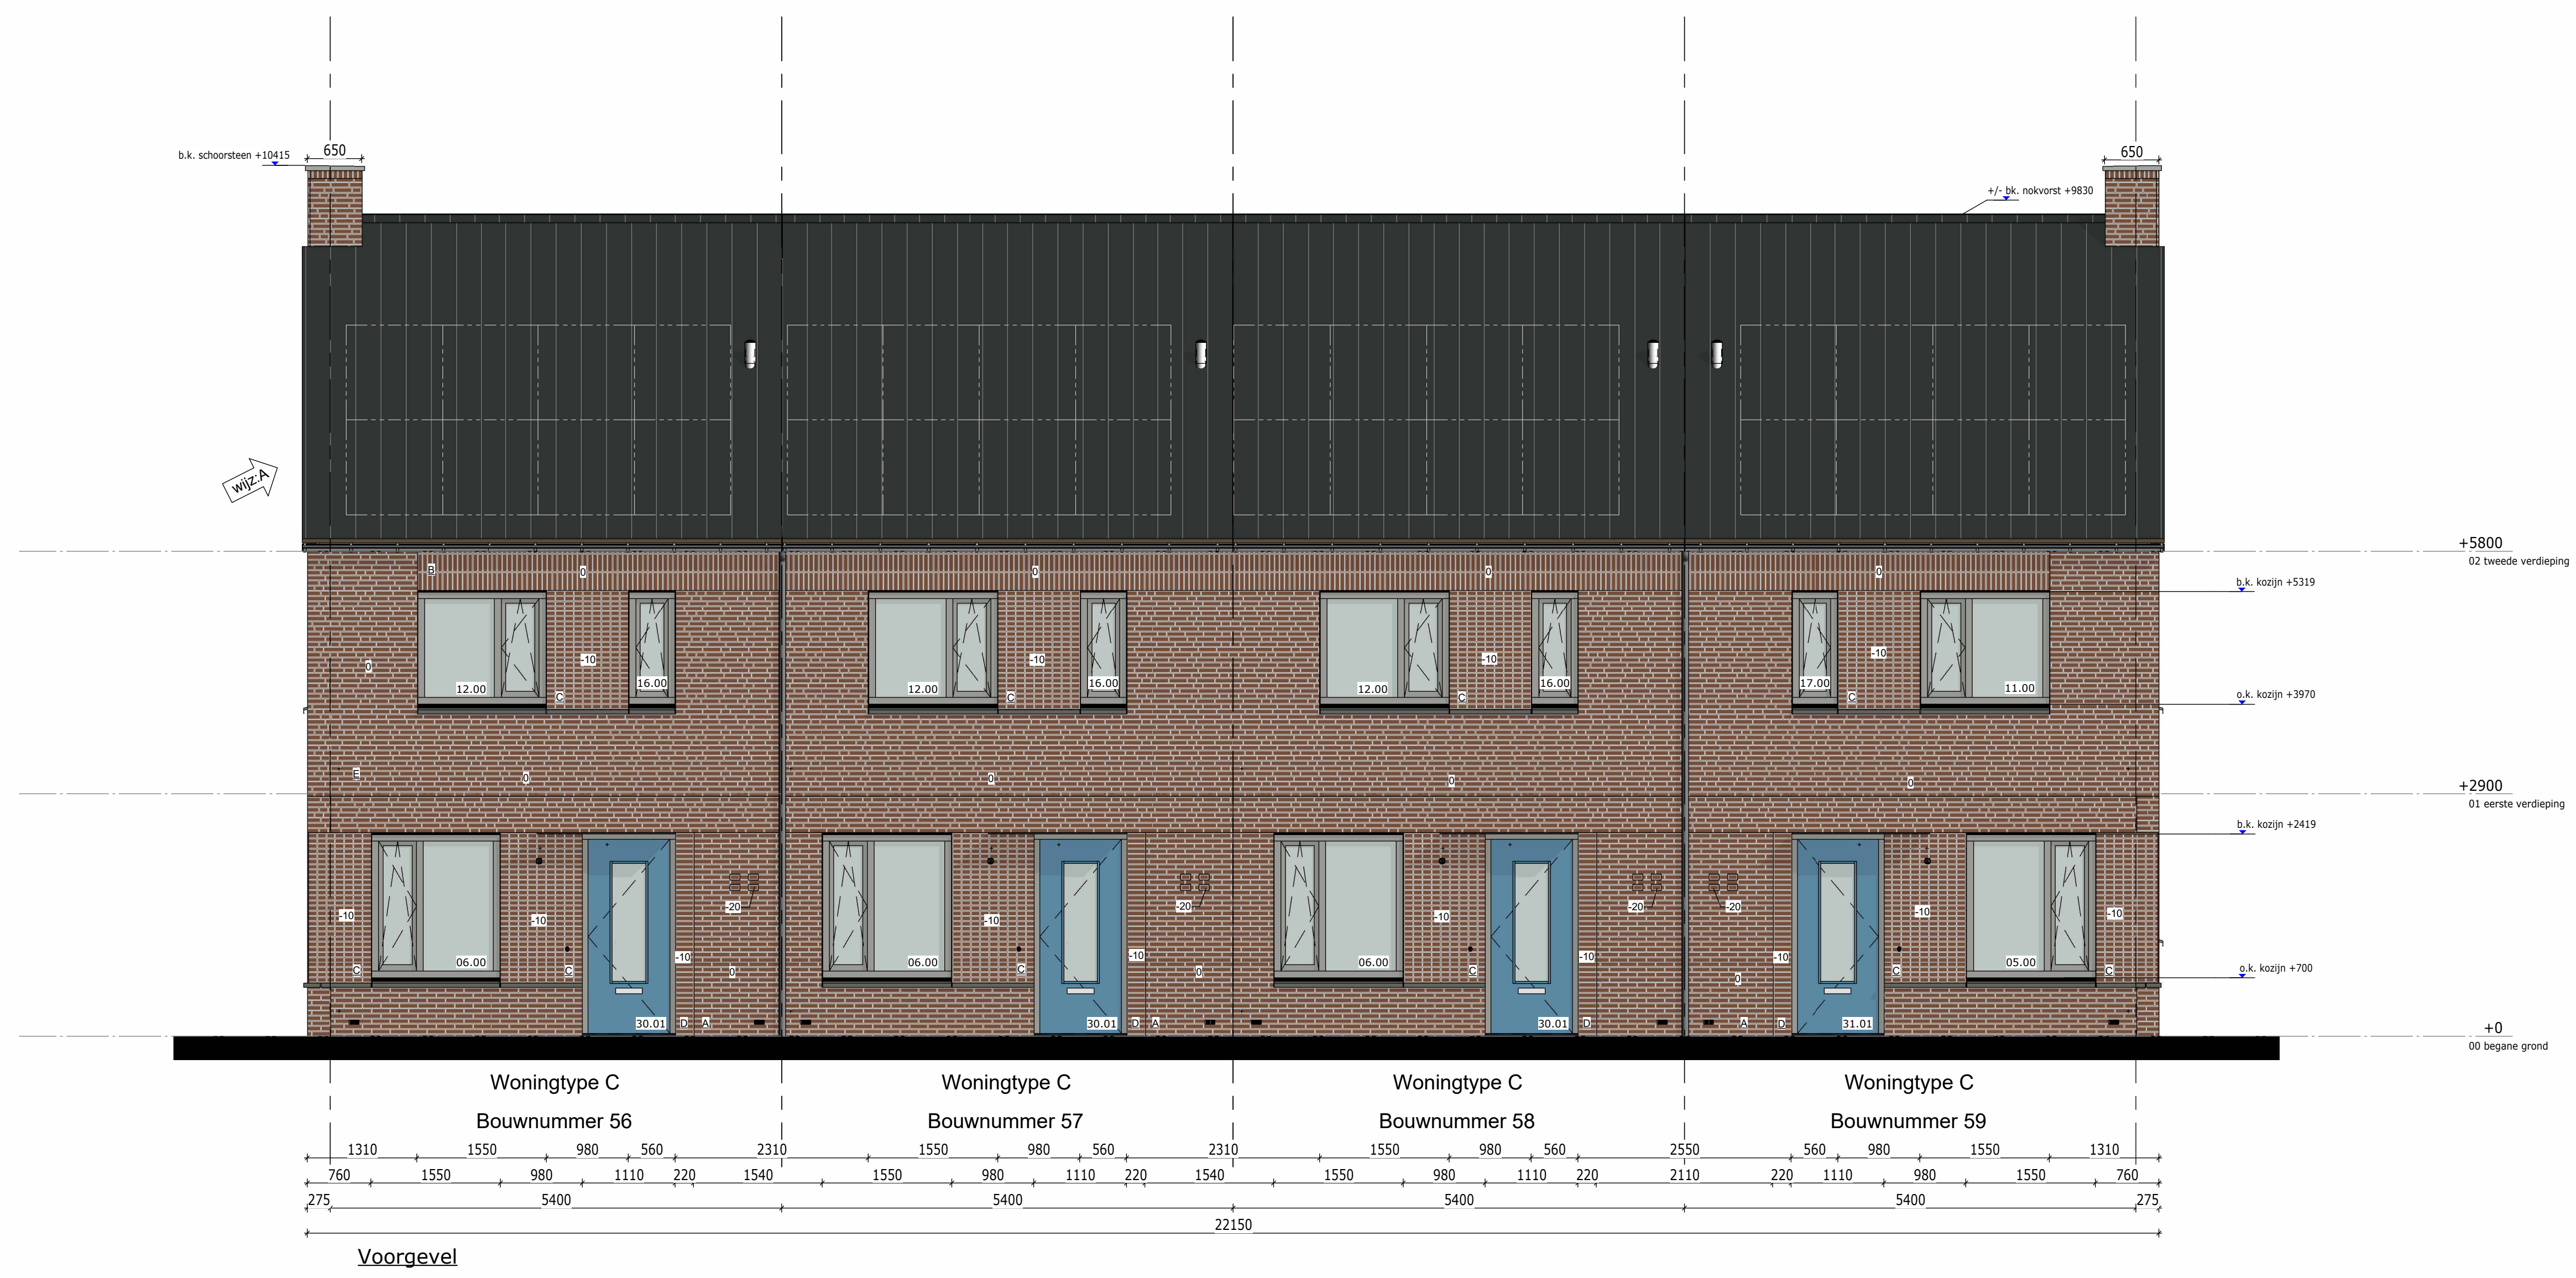 650
650
b.k. schoorsteen +10415
+/- bk. nokvorst +9830
wijz:A
+5800
02 tweede verdieping
B 0 0 0 0
b.k. kozijn +5319
0 -10 -10 -10 -10
12.00 16.00 12.00 16.00 12.00 16.00 17.00 11.00
C C C C
o.k. kozijn +3970
E 0 0 0 0
+2900
01 eerste verdieping
b.k. kozijn +2419
-20 -20 -20 -20
-10 -10 -10 -10 -10 -10
-10 -10 -10 -10
06.00 06.00 06.00 05.00
C C 0 C 0 C 0 C C
o.k. kozijn +700
30.01 D A 30.01 D A 30.01 D A D 31.01
+0
00 begane grond
Woningtype C Woningtype C Woningtype C Woningtype C
Bouwnummer 56 Bouwnummer 57 Bouwnummer 58 Bouwnummer 59
1310 1550 980 560 2310 1550 980 560 2310 1550 980 560 2550 560 980 1550 1310
760 1550 980 1110 220 1540 1550 980 1110 220 1540 1550 980 1110 220 2110 220 1110 980 1550 760
275 5400 5400 5400 5400 275
22150
Voorgevel